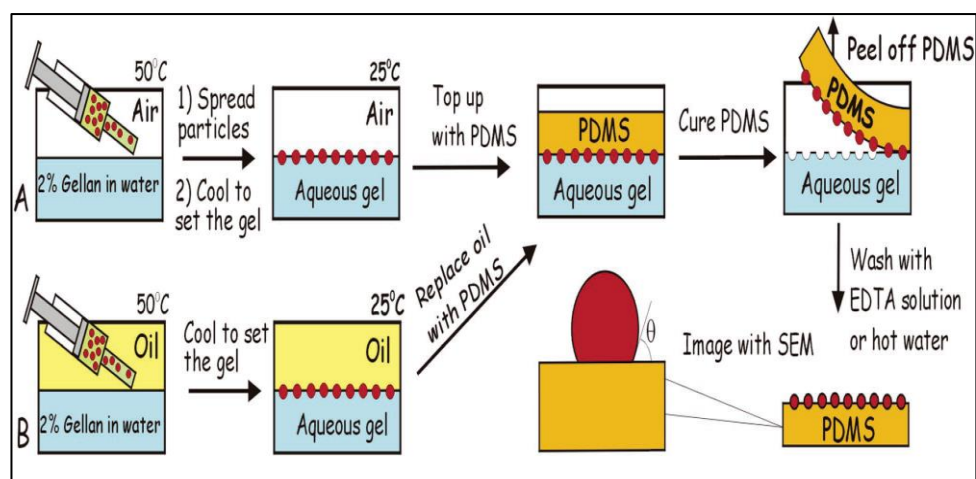 50°C
Air
2% Gellan in water
A
1) Spread
particles
2) Cool to
set the gel
25°C
Air
Aqueous gel
Top up
with PDMS
PDMS
Aqueous gel
Cure PDMS
Peel off PDMS
PDMS
Aqueous gel
50°C
Oil
2% Gellan in water
B
Cool to set
the gel
25°C
Oil
Aqueous gel
Replace oil
with PDMS
θ
Image with SEM
Wash with
EDTA solution
or hot water
PDMS